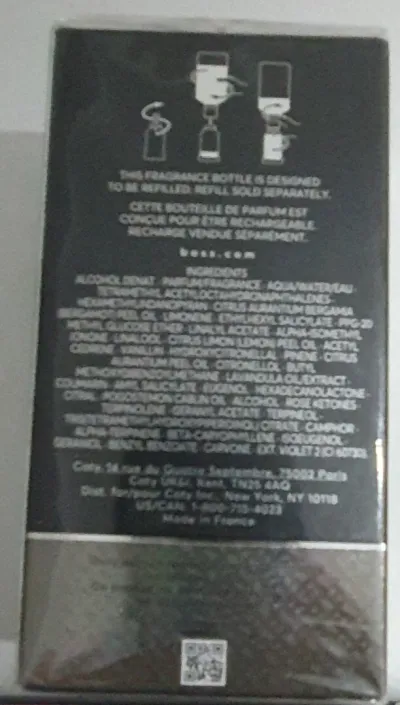 THIS FRAGRANCE BOTTLE IS DESIGNED
TO BE REFILLED. REFILL SOLD SEPARATELY.
CETTE BOUTEILLE DE PARFUM EST
CONÇUE POUR ÊTRE RECHARGEABLE.
RECHARGE VENDUE SÉPARÉMENT.
boss.com
INGREDIENTS
ALCOHOL DENAT · PARFUM/FRAGRANCE · AQUA/WATER/EAU ·
TETRAMETHYL ACETYLOCTAHYDRONAPHTHALENES ·
HEXAMETHYLINDANOPYRAN · CITRUS AURANTIUM BERGAMIA
(BERGAMOT) PEEL OIL · LIMONENE · ETHYLHEXYL SALICYLATE · PPG-20
METHYL GLUCOSE ETHER · LINALYL ACETATE · ALPHA-ISOMETHYL
IONONE · LINALOOL · CITRUS LIMON (LEMON) PEEL OIL · ACETYL
CEDRENE · VANILLIN · HYDROXYCITRONELLAL · PINENE · CITRUS
AURANTIUM PEEL OIL · CITRONELLOL · BUTYL
LAVANDULA OIL/EXTRACT ·
COUMARIN · AMYL SALICYLATE · HEXADECANOLACTONE ·
CITRAL · POGOSTEMON CABLIN OIL · ALCOHOL · ROSE KETONES ·
TERPINOLENE · GERANYL ACETATE · TERPINEOL ·
CITRATE · CAMPHOR ·
BETA-CARYOPHYLLENE · ISOEUGENOL ·
GERANIOL · BENZYL BENZOATE · CARVONE · EXT. VIOLET 2 (CI 60730).
Coty, 14 rue du Quatre Septembre, 75002 Paris
Coty UK&I, Kent, TN25 4AQ
Dist. for/pour Coty Inc., New York, NY 10118
US/CAN: 1-800-715-4023
Made in France